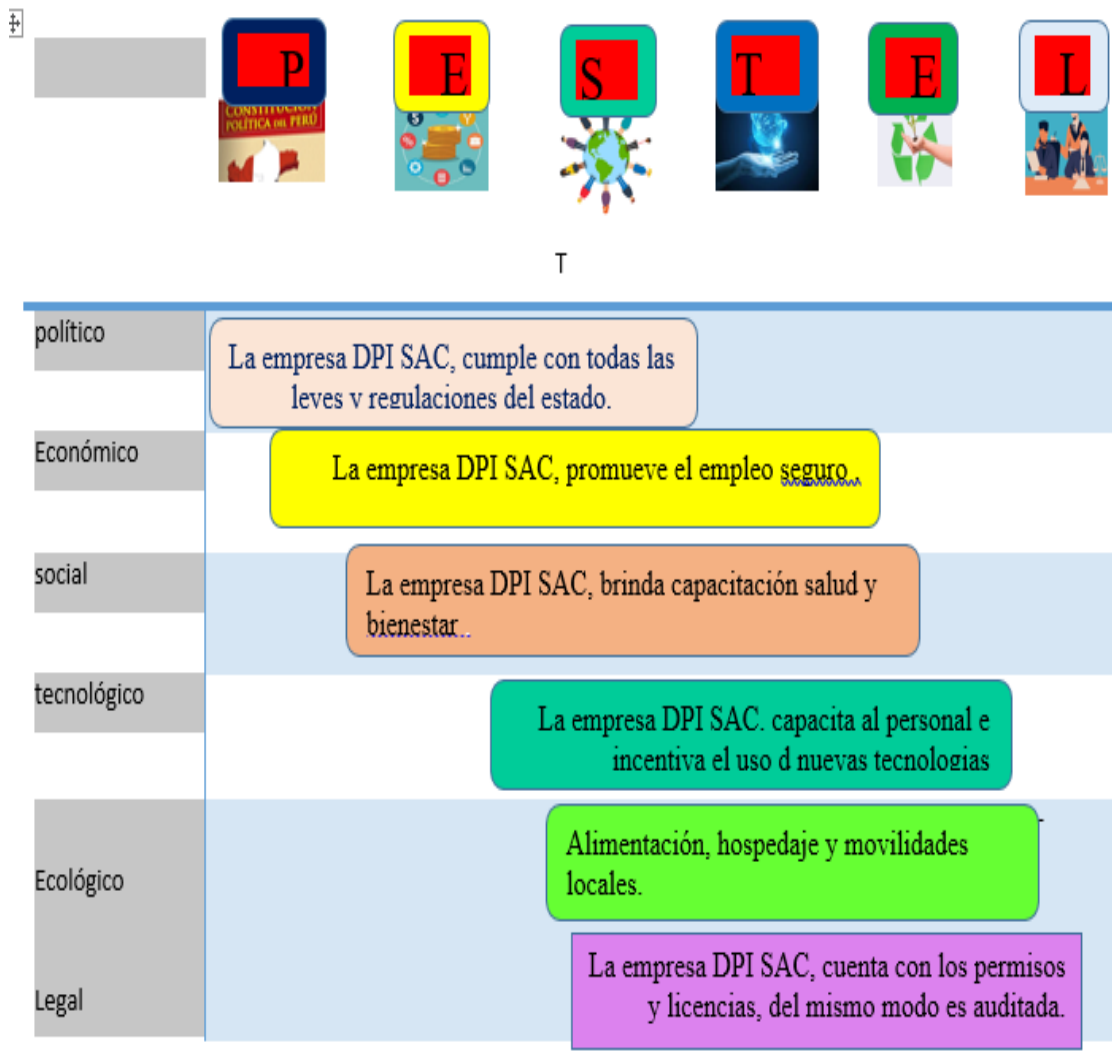 P E S T E L
CONSTITUCIÓN
POLÍTICA DEL PERÚ
T
político
La empresa DPI SAC, cumple con todas las
leyes y regulaciones del estado.
Económico
La empresa DPI SAC, promueve el empleo seguro .
social
La empresa DPI SAC, brinda capacitación salud y
bienestar .
tecnológico
La empresa DPI SAC. capacita al personal e
incentiva el uso d nuevas tecnologias
Ecológico
Alimentación, hospedaje y movilidades
locales.
Legal
La empresa DPI SAC, cuenta con los permisos
y licencias, del mismo modo es auditada.